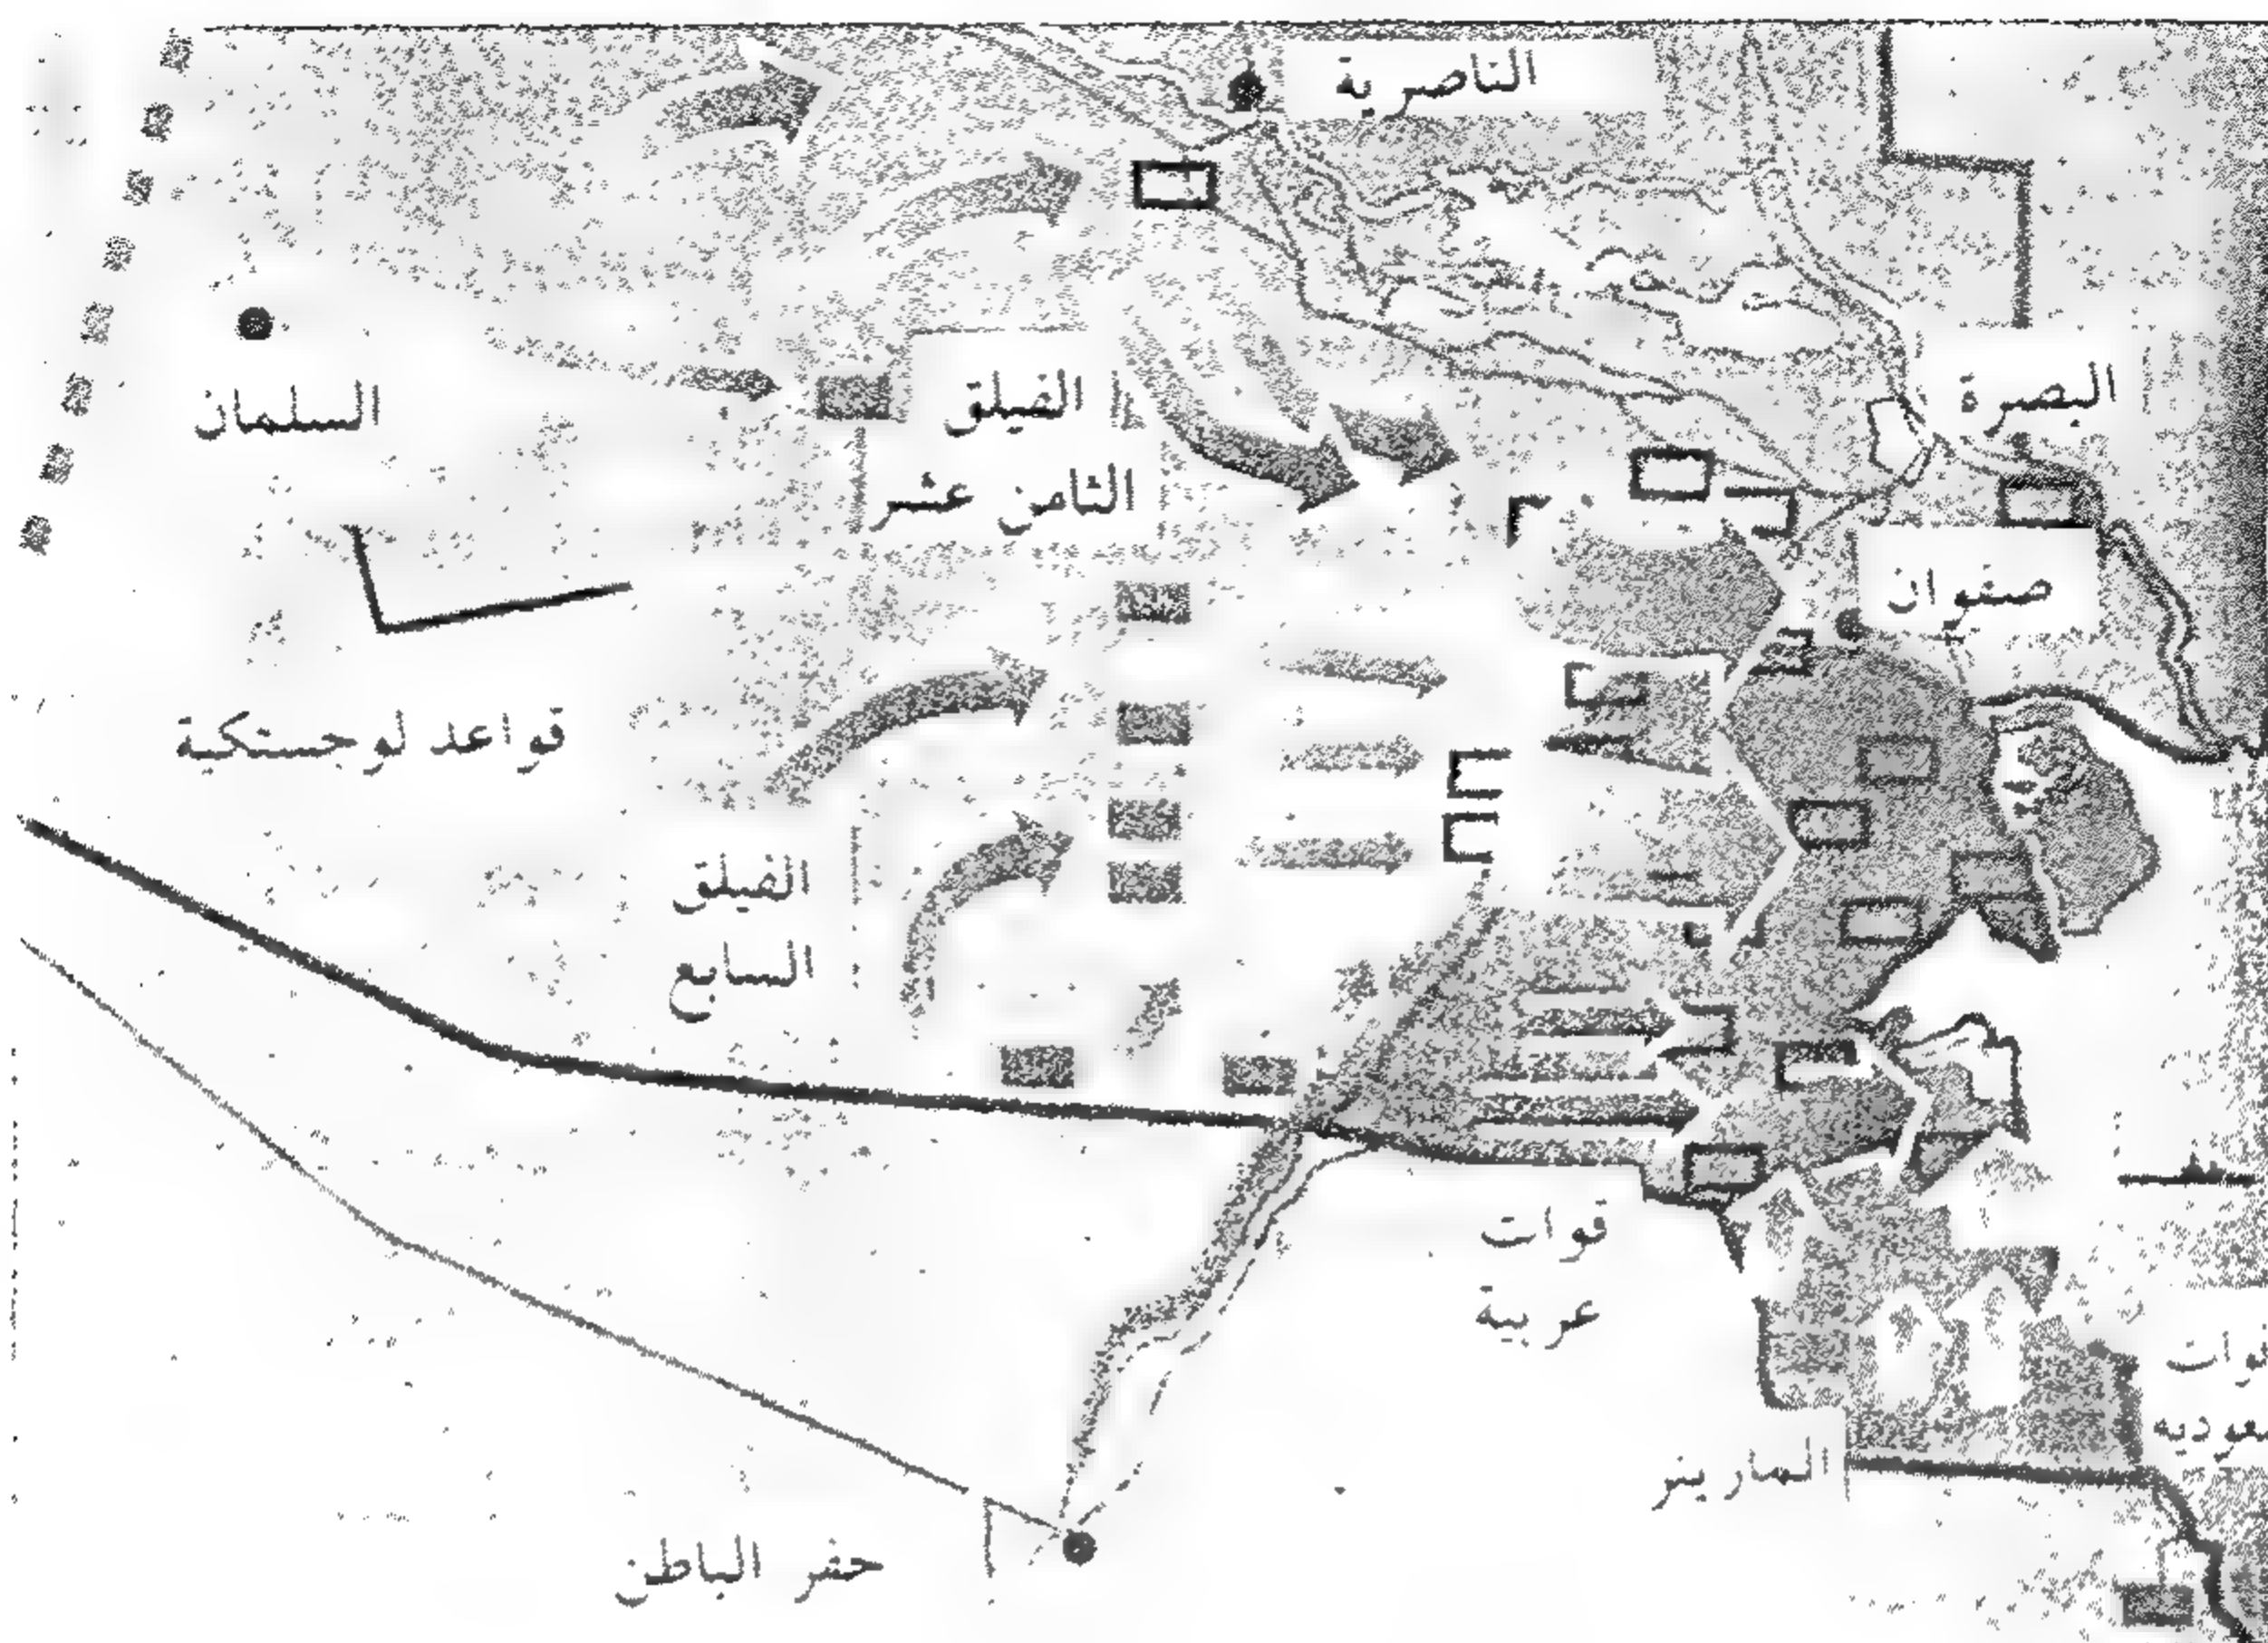 الناصرية
البصرة
السلمان
الفيلق
الثامن عشر
صفوان
قواعد لوجستكية
الفيلق
السابع
قوات
عربية
المارينز
حفر الباطن